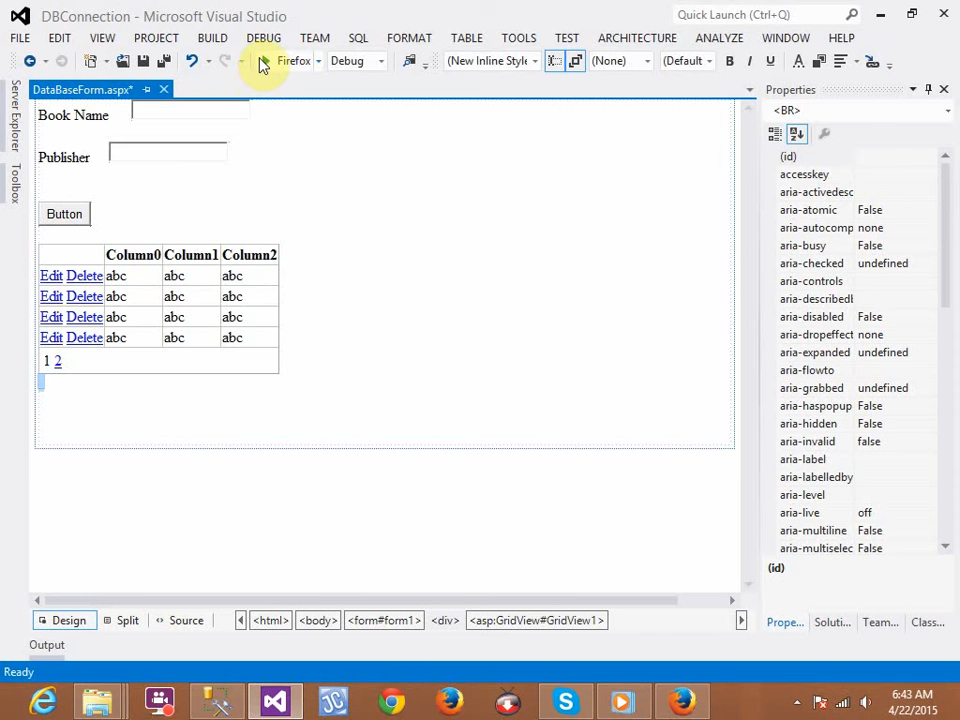 DBConnection - Microsoft Visual Studio
Quick Launch (Ctrl+Q)
FILE EDIT VIEW PROJECT BUILD DEBUG TEAM SQL FORMAT TABLE TOOLS TEST ARCHITECTURE ANALYZE WINDOW HELP
Firefox Debug (New Inline Style (None) (Default B I U A
Server Explorer
Toolbox
DataBaseForm.aspx*
Book Name
Publisher
Button
Column0 Column1 Column2
Edit Delete abc abc abc
Edit Delete abc abc abc
Edit Delete abc abc abc
Edit Delete abc abc abc
1 2
Properties
<BR>
(id)
accesskey
aria-activedesc
aria-atomic False
aria-autocomp none
aria-busy False
aria-checked undefined
aria-controls
aria-describedl
aria-disabled False
aria-dropeffect none
aria-expanded undefined
aria-flowto
aria-grabbed undefined
aria-haspopup False
aria-hidden False
aria-invalid false
aria-label
aria-labelledby
aria-level
aria-live off
aria-multiline False
aria-multiselec False
(id)
Prope... Soluti... Team... Class...
Design Split Source <html> <body> <form#form1> <div> <asp:GridView#GridView1>
Output
Ready
JC
6:43 AM
4/22/2015